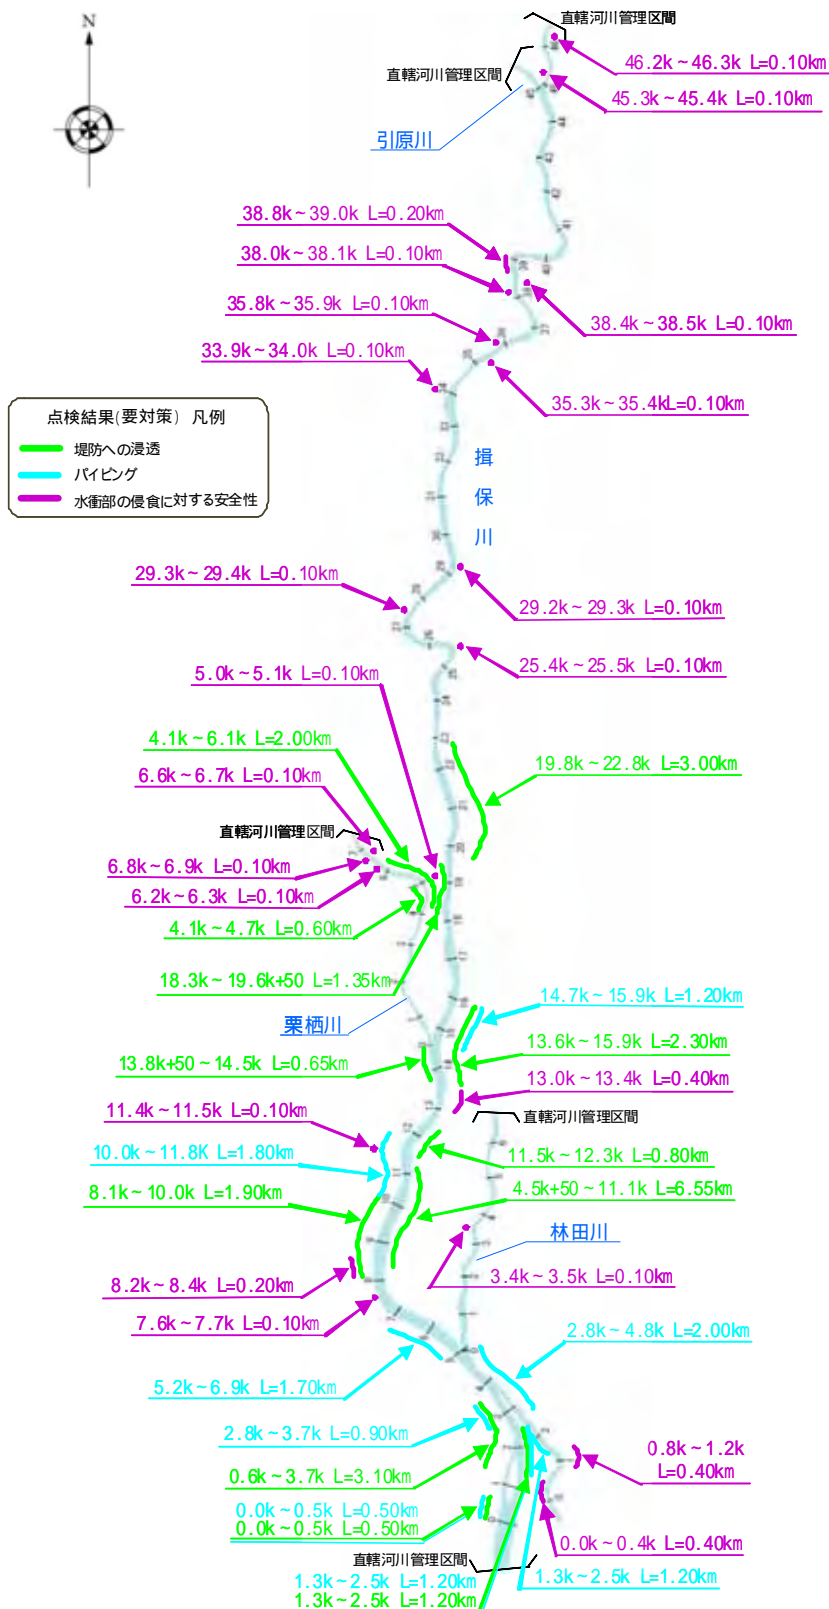 直轄河川管理区間
N
46.2k~46.3k L=0.10km
直轄河川管理区間
45.3k~45.4k L=0.10km
引原川
38.8k~39.0k L=0.20km
38.0k~38.1k L=0.10km
35.8k~35.9k L=0.10km
38.4k~38.5k L=0.10km
33.9k~34.0k L=0.10km
35.3k~35.4kL=0.10km
点検結果(要対策) 凡例
堤防への浸透
パイピング
水衝部の侵食に対する安全性
揖
保
川
29.3k~29.4k L=0.10km
29.2k~29.3k L=0.10km
25.4k~25.5k L=0.10km
5.0k~5.1k L=0.10km
4.1k~6.1k L=2.00km
19.8k~22.8k L=3.00km
6.6k~6.7k L=0.10km
直轄河川管理区間
6.8k~6.9k L=0.10km
6.2k~6.3k L=0.10km
4.1k~4.7k L=0.60km
18.3k~19.6k+50 L=1.35km
14.7k~15.9k L=1.20km
栗栖川
13.6k~15.9k L=2.30km
13.8k+50~14.5k L=0.65km
13.0k~13.4k L=0.40km
11.4k~11.5k L=0.10km
直轄河川管理区間
10.0k~11.8K L=1.80km
11.5k~12.3k L=0.80km
8.1k~10.0k L=1.90km
4.5k+50~11.1k L=6.55km
林田川
3.4k~3.5k L=0.10km
8.2k~8.4k L=0.20km
7.6k~7.7k L=0.10km
2.8k~4.8k L=2.00km
5.2k~6.9k L=1.70km
2.8k~3.7k L=0.90km
0.8k~1.2k
L=0.40km
0.6k~3.7k L=3.10km
0.0k~0.5k L=0.50km
0.0k~0.5k L=0.50km
0.0k~0.4k L=0.40km
直轄河川管理区間
1.3k~2.5k L=1.20km
1.3k~2.5k L=1.20km
1.3k~2.5k L=1.20km